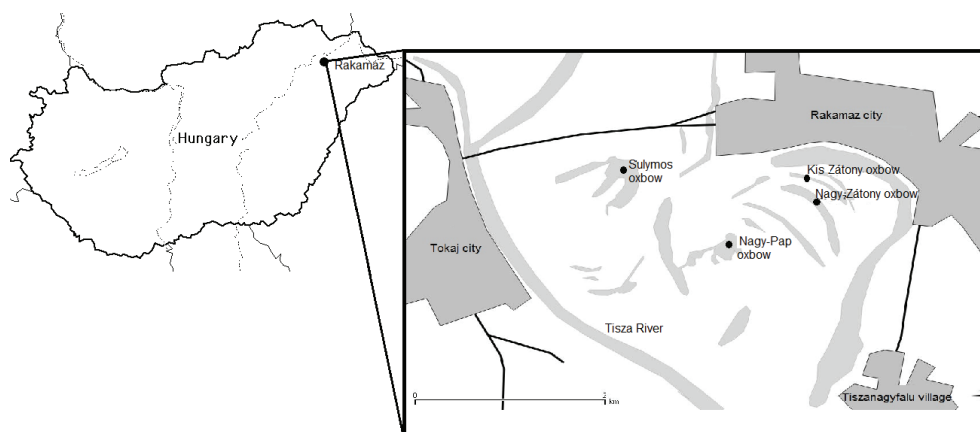 Rakamaz
Hungary
Rakamaz city
Sulymos
oxbow
Kis Zátony oxbow
Nagy-Zátony oxbow
Tokaj city
Nagy-Pap
oxbow
Tisza River
Tiszanagyfalu village
0
2
km